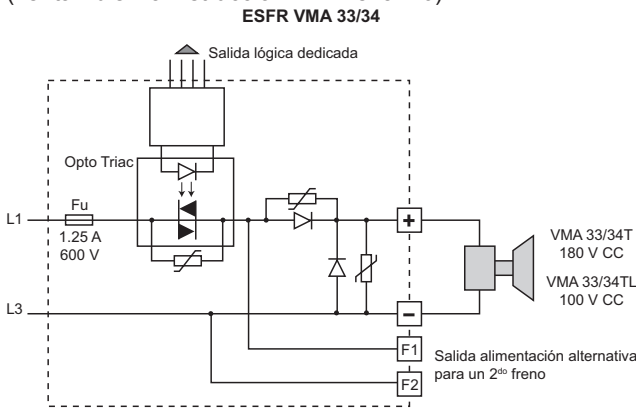 ESFR VMA 33/34
Salida lógica dedicada
Opto Triac
Fu
L1
1.25 A
600 V
+
VMA 33/34T
180 V CC
VMA 33/34TL
100 V CC
L3
−
F1
Salida alimentación alternativa
para un 2do freno
F2